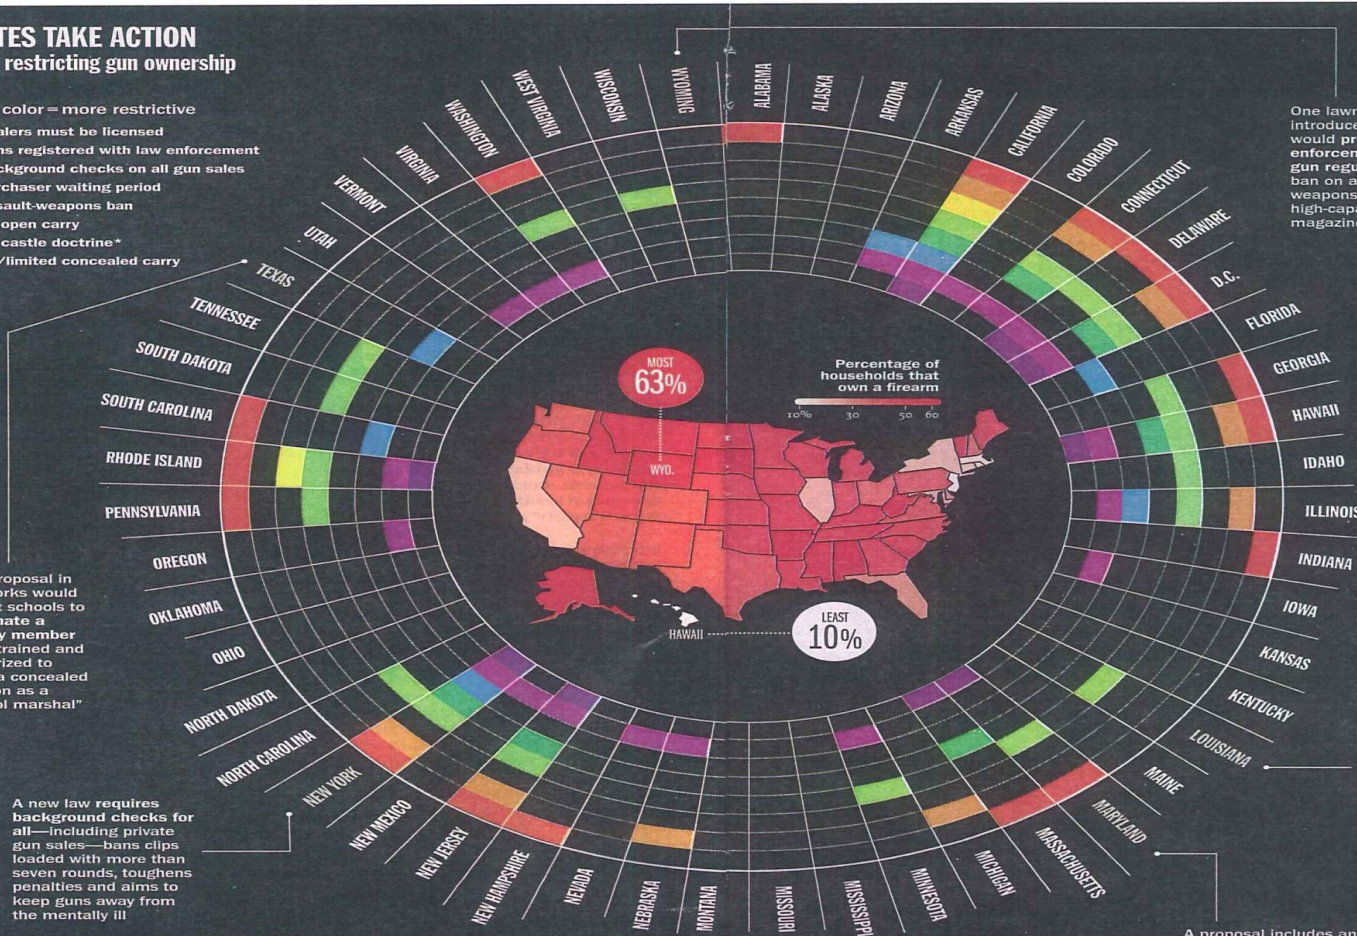 TES TAKE ACTION
restricting gun ownership
color = more restrictive
alers must be licensed
ns registered with law enforcement
ckground checks on all gun sales
rchaser waiting period
sault-weapons ban
open carry
castle doctrine*
/limited concealed carry
One lawr
introduce
would pr
enforcen
gun regu
ban on a
weapons
high-capa
magazine
WYOMING
ALABAMA
ALASKA
ARIZONA
ARKANSAS
CALIFORNIA
COLORADO
CONNECTICUT
DELAWARE
D.C.
FLORIDA
GEORGIA
HAWAII
IDAHO
ILLINOIS
INDIANA
IOWA
KANSAS
KENTUCKY
LOUISIANA
MAINE
MARYLAND
MASSACHUSETTS
MICHIGAN
MINNESOTA
MISSISSIPPI
MISSOURI
MONTANA
NEBRASKA
NEVADA
NEW HAMPSHIRE
NEW JERSEY
NEW MEXICO
NEW YORK
NORTH CAROLINA
NORTH DAKOTA
OHIO
OKLAHOMA
OREGON
PENNSYLVANIA
RHODE ISLAND
SOUTH CAROLINA
SOUTH DAKOTA
TENNESSEE
TEXAS
UTAH
VERMONT
VIRGINIA
WASHINGTON
WEST VIRGINIA
WISCONSIN
MOST
63%
WYO.
Percentage of
households that
own a firearm
10% 30 50 60
HAWAII
LEAST
10%
roposal in
orks would
t schools to
nate a
y member
trained and
rized to
a concealed
on as a
ol marshal"
A new law requires
background checks for
all—including private
gun sales—bans clips
loaded with more than
seven rounds, toughens
penalties and aims to
keep guns away from
the mentally ill
A proposal includes an